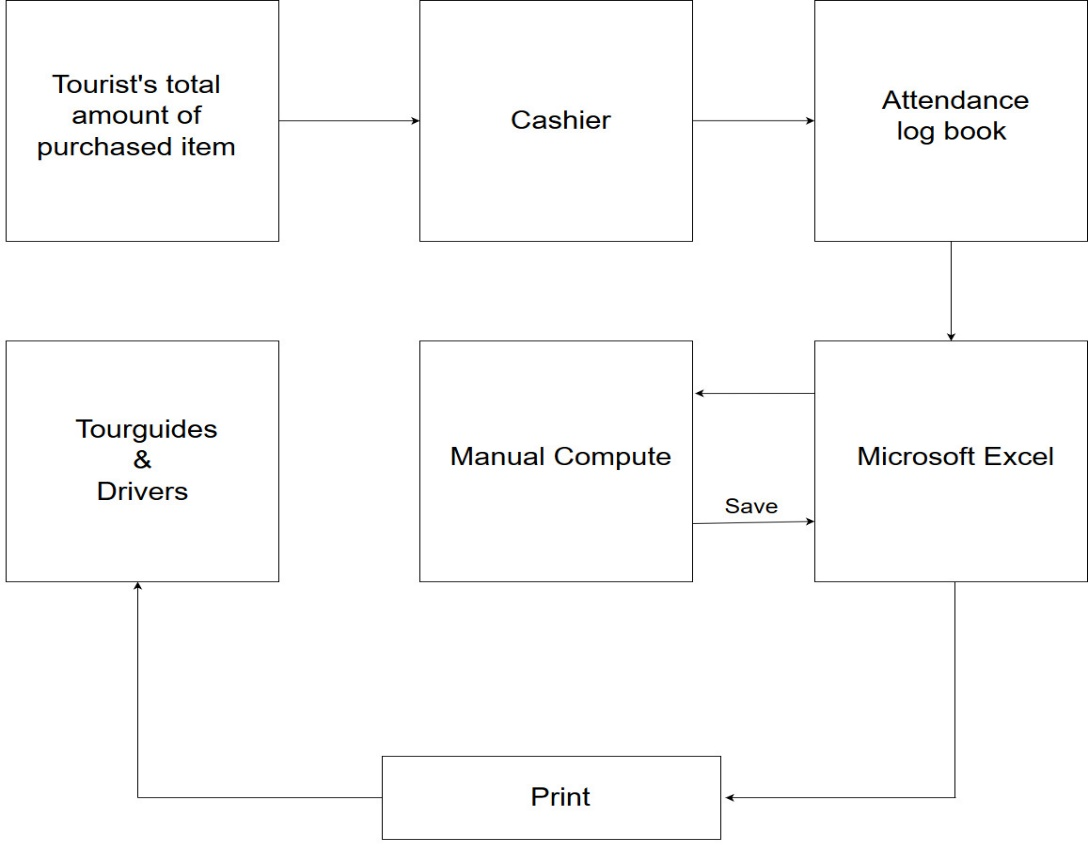 Tourist's total
amount of
purchased item
Cashier
Attendance
log book
Tourguides
&
Drivers
Manual Compute
Save
Microsoft Excel
Print